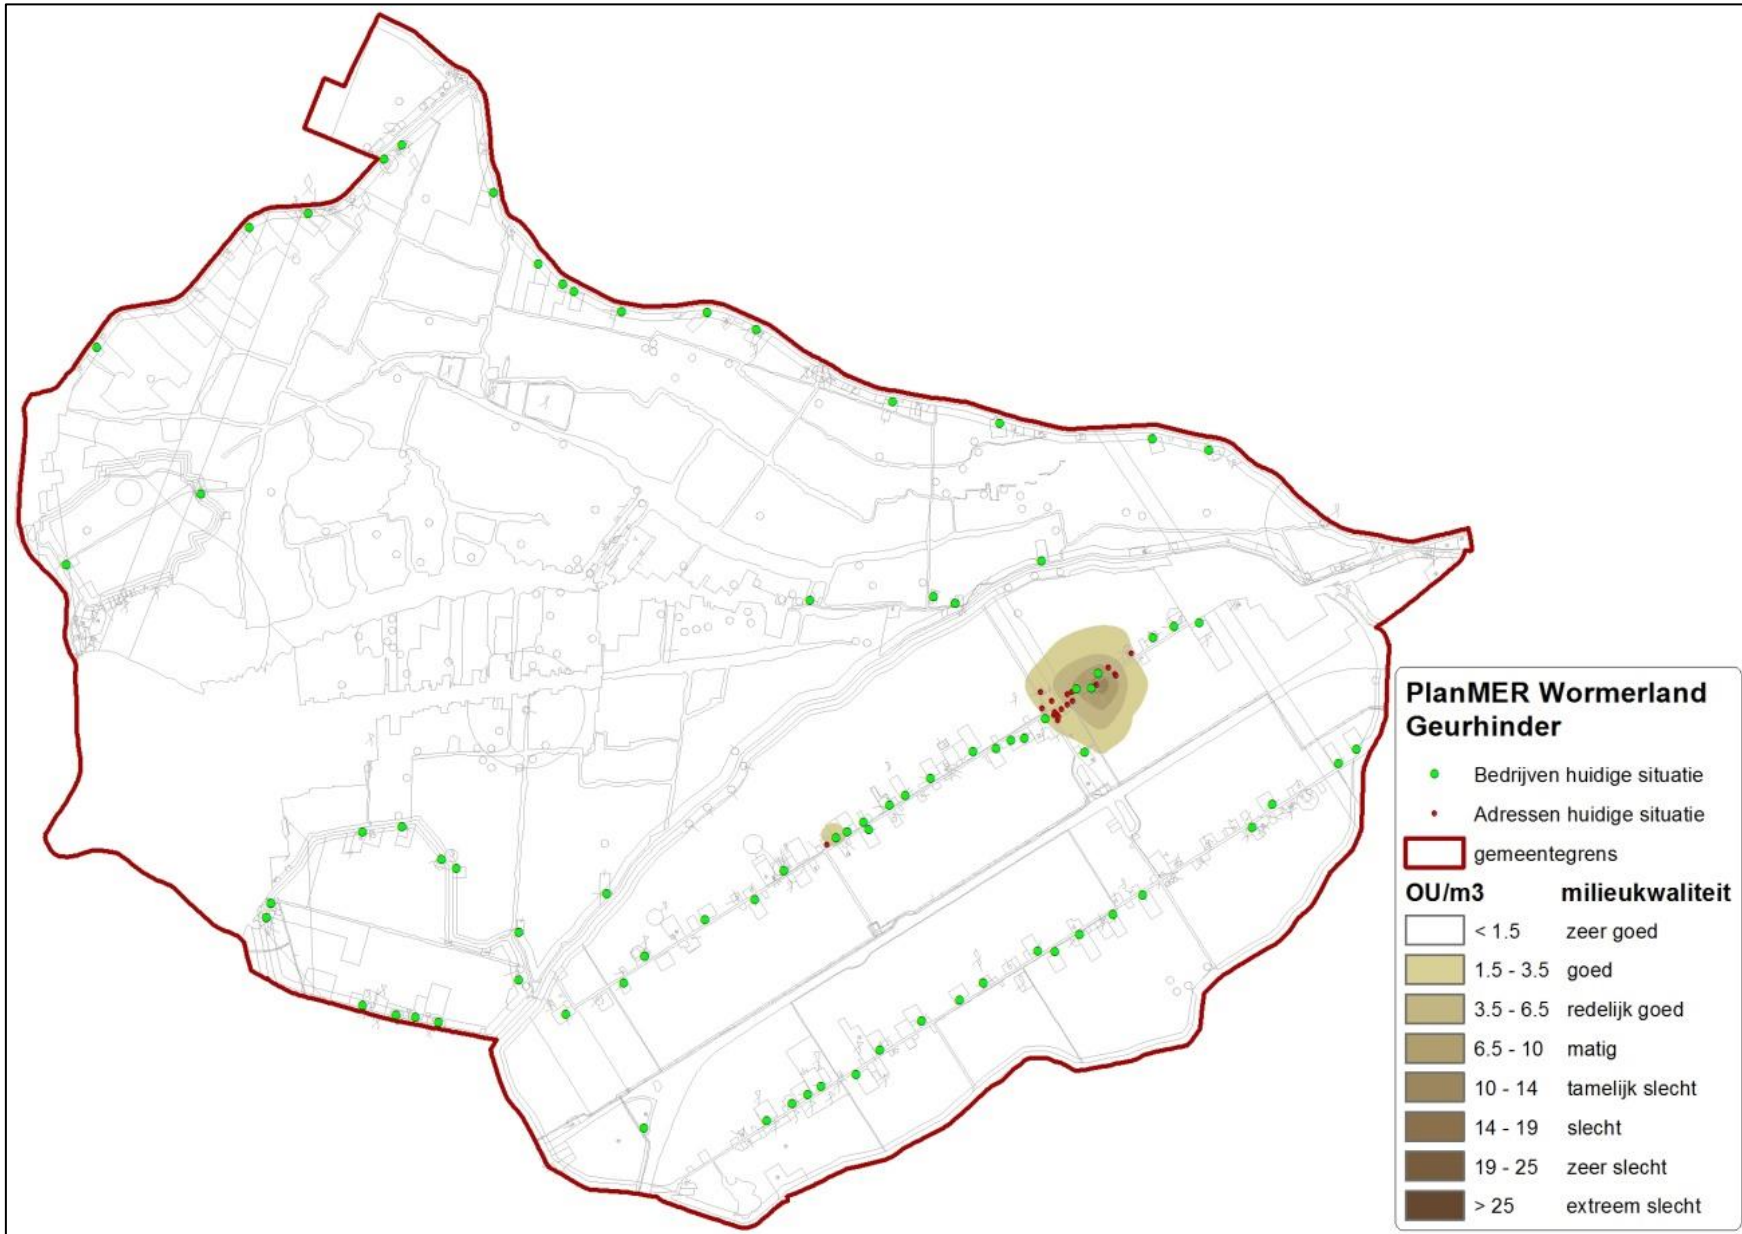 PlanMER Wormerland
Geurhinder
Bedrijven huidige situatie
Adressen huidige situatie
gemeentegrens
OU/m3 milieukwaliteit
< 1.5 zeer goed
1.5 - 3.5 goed
3.5 - 6.5 redelijk goed
6.5 - 10 matig
10 - 14 tamelijk slecht
14 - 19 slecht
19 - 25 zeer slecht
> 25 extreem slecht